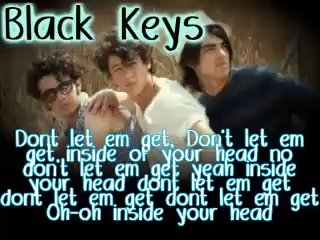 Black Keys
Dont let em get, Don't let em
get inside of your head no
don't let em get yeah inside
your head dont let em get
dont let em get dont let em get
Oh-oh inside your head